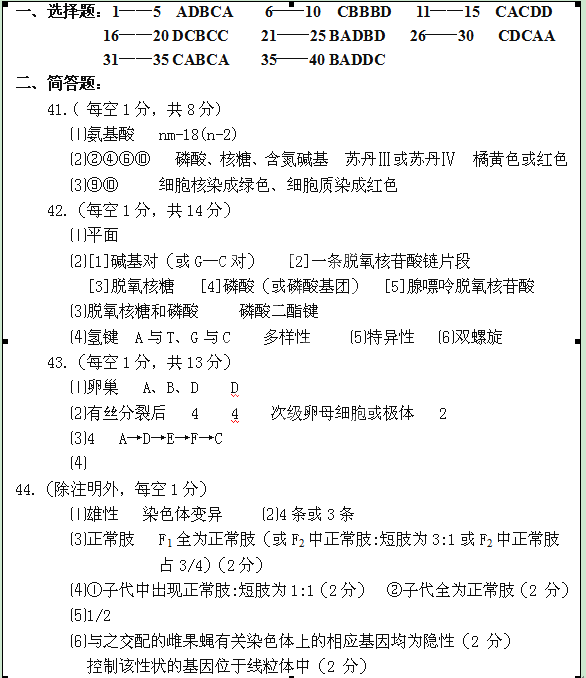 一、选择题：1——5 ADBCA 6——10 CBBBD 11——15 CACDD
16——20 DCBCC 21——25 BADBD 26——30 CDCAA
31——35 CABCA 35——40 BADDC
二、简答题：
41.( 每空1分，共8分)
⑴氨基酸 nm-18(n-2)
⑵②④⑥⑩ 磷酸、核糖、含氮碱基 苏丹Ⅲ或苏丹Ⅳ 橘黄色或红色
⑶⑨⑩ 细胞核染成绿色、细胞质染成红色
42.（每空1分，共14分）
⑴平面
⑵[1]碱基对（或G—C对） [2]一条脱氧核苷酸链片段
[3]脱氧核糖 [4]磷酸（或磷酸基团） [5]腺嘌呤脱氧核苷酸
⑶脱氧核糖和磷酸 磷酸二酯键
⑷氢键 A与T、G与C 多样性 ⑸特异性 ⑹双螺旋
43.（每空1分，共13分）
⑴卵巢 A、B、D D
⑵有丝分裂后 4 4 次级卵母细胞或极体 2
⑶4 A→D→E→F→C
⑷
44.（除注明外，每空1分）
⑴雄性 染色体变异 ⑵4条或3条
⑶正常肢 F₁全为正常肢（或F₂中正常肢:短肢为3:1或F₂中正常肢
占3/4）(2分)
⑷①子代中出现正常肢:短肢为1:1(2分) ②子代全为正常肢(2 分)
⑸1/2
⑹与之交配的雌果蝇有关染色体上的相应基因均为隐性(2 分)
控制该性状的基因位于线粒体中(2 分)